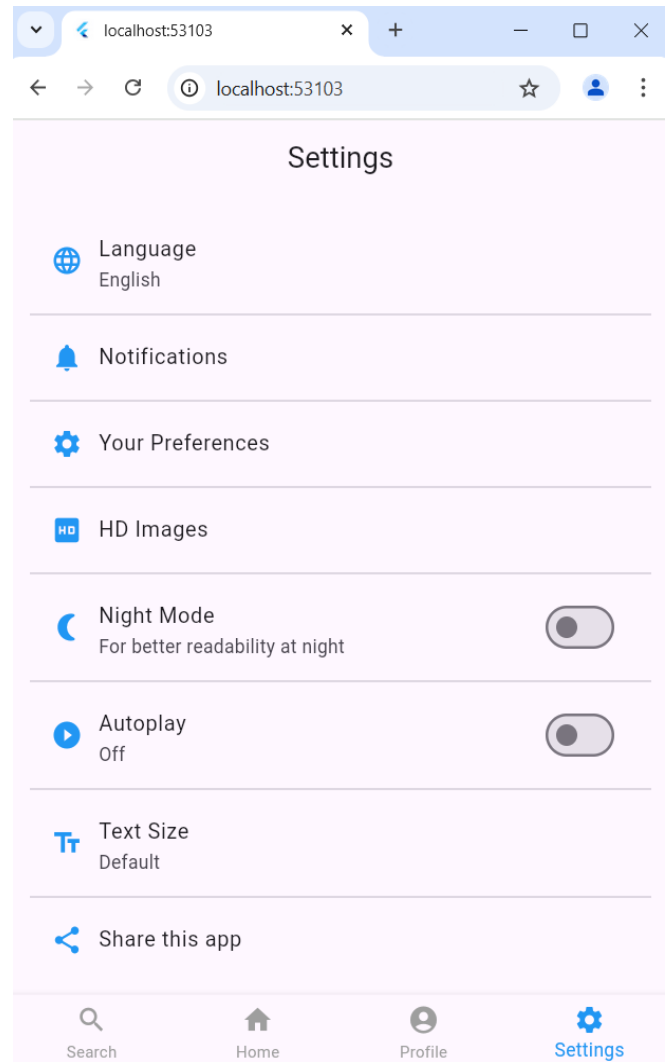 localhost:53103
localhost:53103
Settings
Language
English
Notifications
Your Preferences
HD
HD Images
Night Mode
For better readability at night
Autoplay
Off
Tт
Text Size
Default
Share this app
Search
Home
Profile
Settings